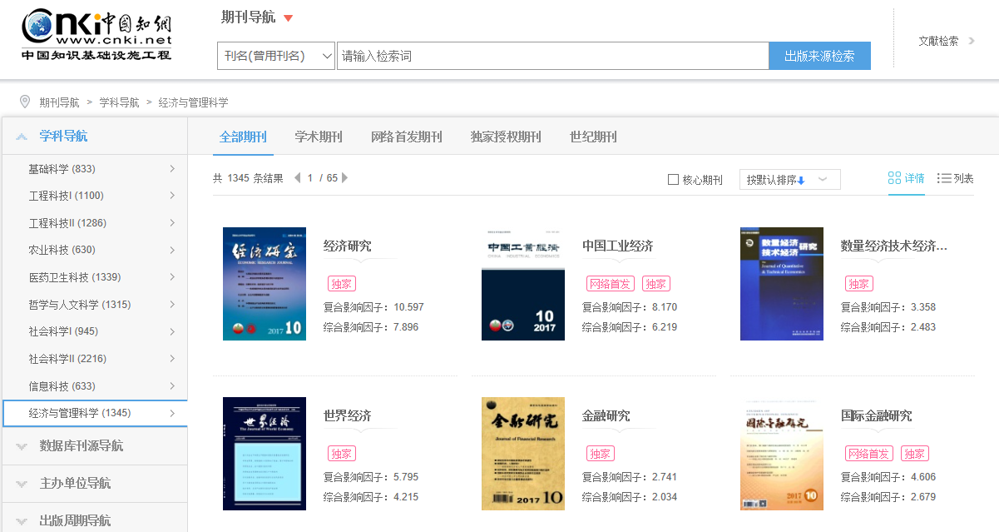 cnki中国知網
www.cnki.net
中国知识基础设施工程
期刊导航
刊名(曾用刊名)
请输入检索词
出版来源检索
文献检索
期刊导航 > 学科导航 > 经济与管理科学
学科导航
基础科学 (833)
工程科技I (1100)
工程科技II (1286)
农业科技 (630)
医药卫生科技 (1339)
哲学与人文科学 (1315)
社会科学I (945)
社会科学II (2216)
信息科技 (633)
经济与管理科学 (1345)
数据库刊源导航
主办单位导航
出版周期导航
全部期刊 学术期刊 网络首发期刊 独家授权期刊 世纪期刊
共 1345 条结果 1 / 65
核心期刊
按默认排序
详情
列表
经济研究
ECONOMIC RESEARCH JOURNAL
2017 10
经济研究
独家
复合影响因子：10.597
综合影响因子：7.896
中国工业经济
CHINA INDUSTRIAL ECONOMICS
10
2017
中国工业经济
网络首发 独家
复合影响因子：8.170
综合影响因子：6.219
数量经济
技术经济
研究
Journal of Quantitative
& Technical Economics
数量经济技术经济...
独家
复合影响因子：3.358
综合影响因子：2.483
世界经济
The Journal of World Economy
世界经济
独家
复合影响因子：5.795
综合影响因子：4.215
金融研究
Journal of Financial Research
2017 10
金融研究
独家
复合影响因子：2.741
综合影响因子：2.034
国际金融研究
2017 10
国际金融研究
网络首发 独家
复合影响因子：4.606
综合影响因子：2.679